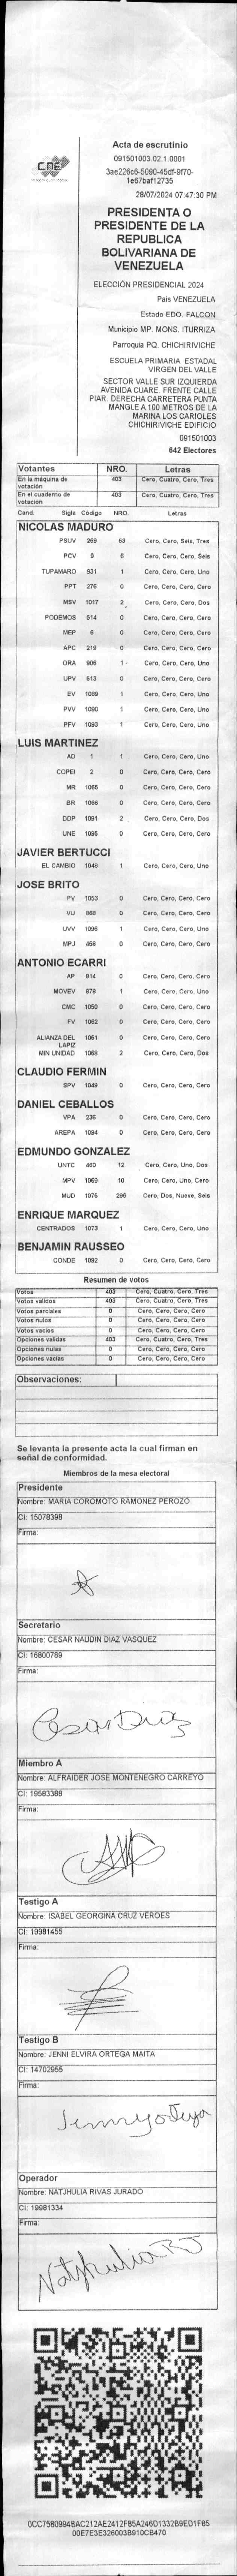 CNE
Acta de escrutinio
091501003.02.1.0001
3ae226c6-5090-45df-9f70-
1e67baf12735
28/07/2024 07:47:30 PM
PRESIDENTA O
PRESIDENTE DE LA
REPUBLICA
BOLIVARIANA DE
VENEZUELA
ELECCIÓN PRESIDENCIAL 2024
País VENEZUELA
Estado EDO. FALCON
Municipio MP. MONS. ITURRIZA
Parroquia PQ. CHICHIRIVICHE
ESCUELA PRIMARIA ESTADAL
VIRGEN DEL VALLE
SECTOR VALLE SUR IZQUIERDA
AVENIDA CUARE. FRENTE CALLE
PIAR. DERECHA CARRETERA PUNTA
MANGLE A 100 METROS DE LA
MARINA LOS CARIOLES
CHICHIRIVICHE EDIFICIO
091501003
642 Electores
Votantes NRO. Letras
En la máquina de votación 403 Cero, Cuatro, Cero, Tres
En el cuaderno de votación 403 Cero, Cuatro, Cero, Tres
Cand. Sigla Código NRO. Letras
NICOLAS MADURO
PSUV 269 63 Cero, Cero, Seis, Tres
PCV 9 6 Cero, Cero, Cero, Seis
TUPAMARO 931 1 Cero, Cero, Cero, Uno
PPT 276 0 Cero, Cero, Cero, Cero
MSV 1017 2 Cero, Cero, Cero, Dos
PODEMOS 514 0 Cero, Cero, Cero, Cero
MEP 6 0 Cero, Cero, Cero, Cero
APC 219 0 Cero, Cero, Cero, Cero
ORA 906 1 Cero, Cero, Cero, Uno
UPV 513 0 Cero, Cero, Cero, Cero
EV 1089 1 Cero, Cero, Cero, Uno
PVV 1090 1 Cero, Cero, Cero, Uno
PFV 1093 1 Cero, Cero, Cero, Uno
LUIS MARTINEZ
AD 1 1 Cero, Cero, Cero, Uno
COPEI 2 0 Cero, Cero, Cero, Cero
MR 1065 0 Cero, Cero, Cero, Cero
BR 1066 0 Cero, Cero, Cero, Cero
DDP 1091 2 Cero, Cero, Cero, Dos
UNE 1095 0 Cero, Cero, Cero, Cero
JAVIER BERTUCCI
EL CAMBIO 1048 1 Cero, Cero, Cero, Uno
JOSE BRITO
PV 1053 0 Cero, Cero, Cero, Cero
VU 868 0 Cero, Cero, Cero, Cero
UVV 1096 1 Cero, Cero, Cero, Uno
MPJ 456 0 Cero, Cero, Cero, Cero
ANTONIO ECARRI
AP 914 0 Cero, Cero, Cero, Cero
MOVEV 978 1 Cero, Cero, Cero, Uno
CMC 1050 0 Cero, Cero, Cero, Cero
FV 1062 0 Cero, Cero, Cero, Cero
ALIANZA DEL LAPIZ 1051 0 Cero, Cero, Cero, Cero
MIN UNIDAD 1068 2 Cero, Cero, Cero, Dos
CLAUDIO FERMIN
SPV 1049 0 Cero, Cero, Cero, Cero
DANIEL CEBALLOS
VPA 236 0 Cero, Cero, Cero, Cero
AREPA 1094 0 Cero, Cero, Cero, Cero
EDMUNDO GONZALEZ
UNTC 460 12 Cero, Cero, Uno, Dos
MPV 1069 10 Cero, Cero, Uno, Cero
MUD 1075 296 Cero, Dos, Nueve, Seis
ENRIQUE MARQUEZ
CENTRADOS 1073 1 Cero, Cero, Cero, Uno
BENJAMIN RAUSSEO
CONDE 1092 0 Cero, Cero, Cero, Cero
Resumen de votos
Votos 403 Cero, Cuatro, Cero, Tres
Votos validos 403 Cero, Cuatro, Cero, Tres
Votos parciales 0 Cero, Cero, Cero, Cero
Votos nulos 0 Cero, Cero, Cero, Cero
Votos vacios 0 Cero, Cero, Cero, Cero
Opciones validas 403 Cero, Cuatro, Cero, Tres
Opciones nulas 0 Cero, Cero, Cero, Cero
Opciones vacias 0 Cero, Cero, Cero, Cero
Observaciones:
Se levanta la presente acta la cual firman en
señal de conformidad.
Miembros de la mesa electoral
Presidente
Nombre: MARIA COROMOTO RAMONEZ PEROZO
CI: 15078398
Firma:
Secretario
Nombre: CESAR NAUDIN DIAZ VASQUEZ
CI: 16800789
Firma:
Cesar Diaz
Miembro A
Nombre: ALFRAIDER JOSE MONTENEGRO CARREYO
CI: 19583388
Firma:
Testigo A
Nombre: ISABEL GEORGINA CRUZ VEROES
CI: 19981455
Firma:
Testigo B
Nombre: JENNI ELVIRA ORTEGA MAITA
CI: 14702955
Firma:
Operador
Nombre: NATJHULIA RIVAS JURADO
CI: 19981334
Firma:
Natjhulia RJ
0CC7580994BAC212AE2412F85A246D1332B9ED1F85
00E7E3E326003B910CB470